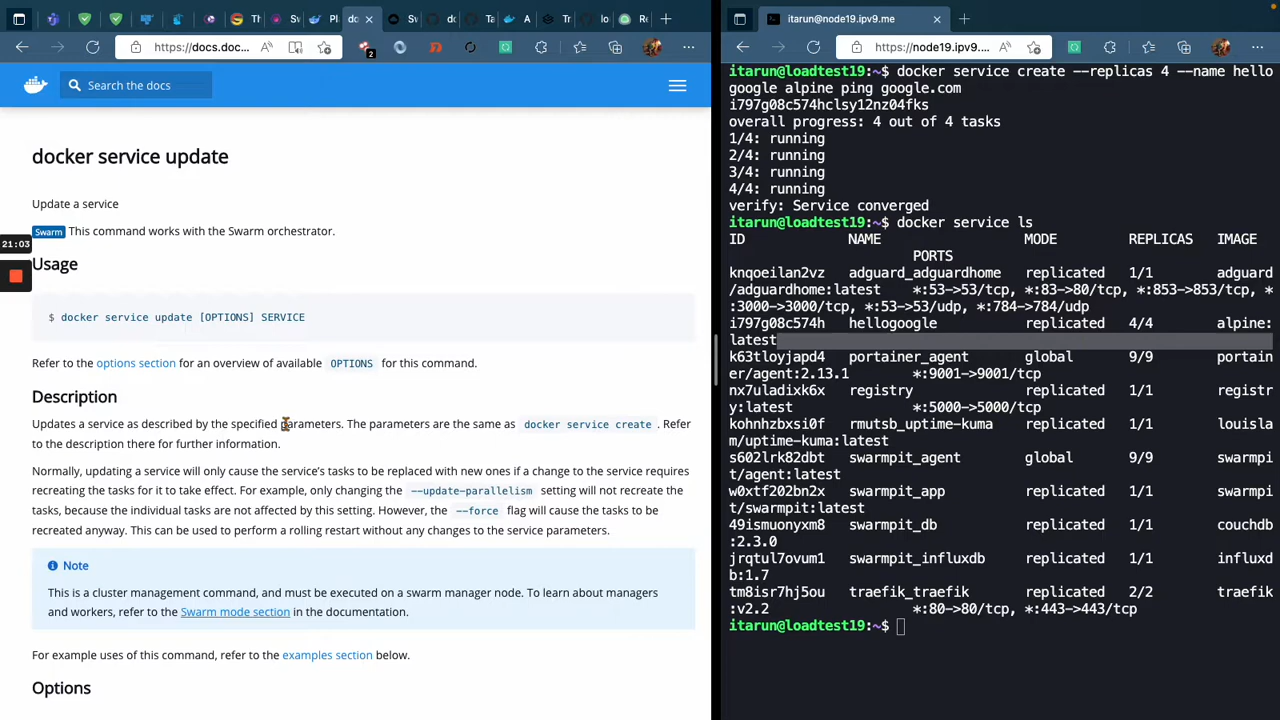 Th
Sw
Pl
do
Sw
do
Ta
A
Tr
lo
Re
https://docs.doc...
2
Search the docs
docker service update
Update a service
Swarm This command works with the Swarm orchestrator.
21:03
Usage
$ docker service update [OPTIONS] SERVICE
Refer to the options section for an overview of available OPTIONS for this command.
Description
Updates a service as described by the specified parameters. The parameters are the same as docker service create . Refer
to the description there for further information.
Normally, updating a service will only cause the service's tasks to be replaced with new ones if a change to the service requires
recreating the tasks for it to take effect. For example, only changing the --update-parallelism setting will not recreate the
tasks, because the individual tasks are not affected by this setting. However, the --force flag will cause the tasks to be
recreated anyway. This can be used to perform a rolling restart without any changes to the service parameters.
Note
This is a cluster management command, and must be executed on a swarm manager node. To learn about managers
and workers, refer to the Swarm mode section in the documentation.
For example uses of this command, refer to the examples section below.
Options
itarun@node19.ipv9.me
https://node19.ipv9....
itarun@loadtest19:~$ docker service create --replicas 4 --name hello
google alpine ping google.com
i797g08c574hclsy12nz04fks
overall progress: 4 out of 4 tasks
1/4: running
2/4: running
3/4: running
4/4: running
verify: Service converged
itarun@loadtest19:~$ docker service ls
ID NAME MODE REPLICAS IMAGE
PORTS
knqoeilan2vz adguard_adguardhome replicated 1/1 adguard
/adguardhome:latest *:53->53/tcp, *:83->80/tcp, *:853->853/tcp, *
:3000->3000/tcp, *:53->53/udp, *:784->784/udp
i797g08c574h hellogoogle replicated 4/4 alpine:
latest
k63tloyjapd4 portainer_agent global 9/9 portain
er/agent:2.13.1 *:9001->9001/tcp
nx7uladixk6x registry replicated 1/1 registr
y:latest *:5000->5000/tcp
kohnhzbxsi0f rmutsb_uptime-kuma replicated 1/1 louisla
m/uptime-kuma:latest
s602lrk82dbt swarmpit_agent global 9/9 swarmpi
t/agent:latest
w0xtf202bn2x swarmpit_app replicated 1/1 swarmpi
t/swarmpit:latest
49ismuonyxm8 swarmpit_db replicated 1/1 couchdb
:2.3.0
jrqtul7ovum1 swarmpit_influxdb replicated 1/1 influxd
b:1.7
tm8isr7hj5ou traefik_traefik replicated 2/2 traefik
:v2.2 *:80->80/tcp, *:443->443/tcp
itarun@loadtest19:~$